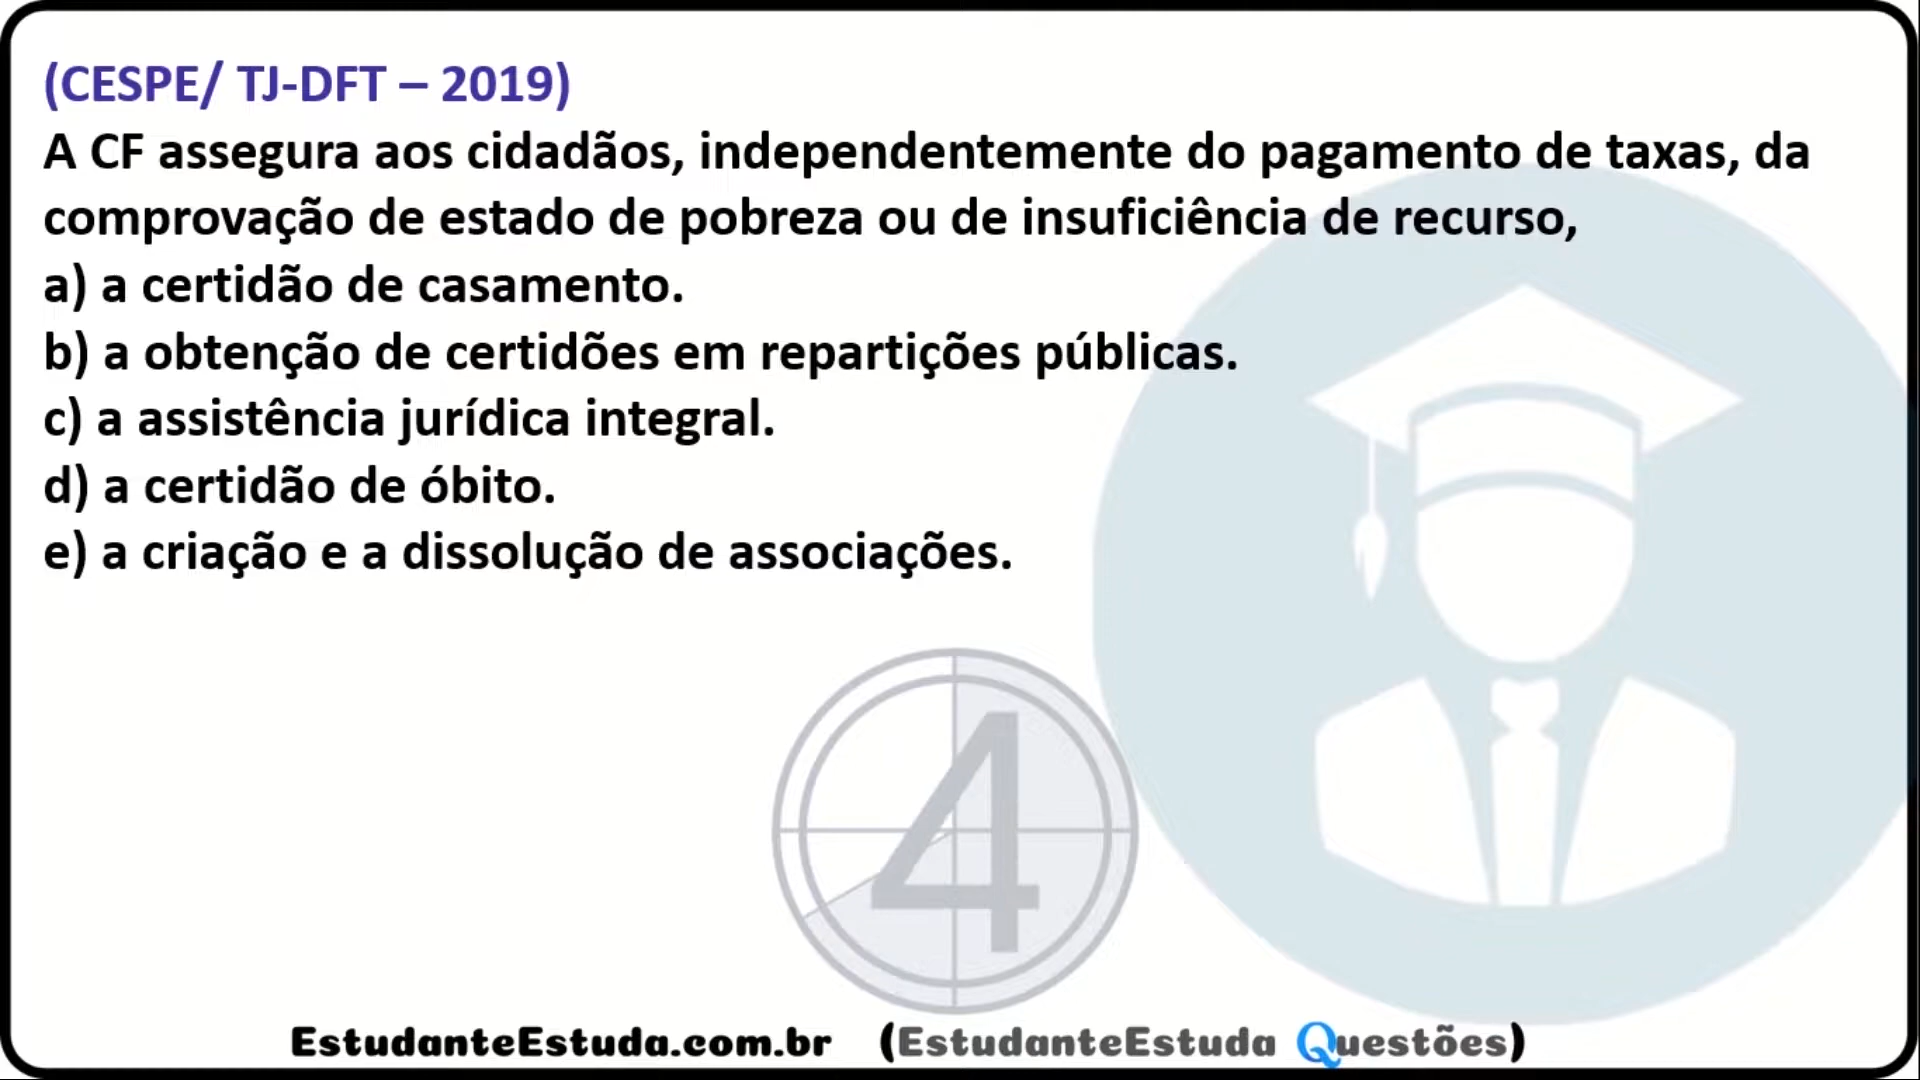 (CESPE/ TJ-DFT – 2019)
A CF assegura aos cidadãos, independentemente do pagamento de taxas, da
comprovação de estado de pobreza ou de insuficiência de recurso,
a) a certidão de casamento.
b) a obtenção de certidões em repartições públicas.
c) a assistência jurídica integral.
d) a certidão de óbito.
e) a criação e a dissolução de associações.
4
EstudanteEstuda.com.br (EstudanteEstuda Questões)